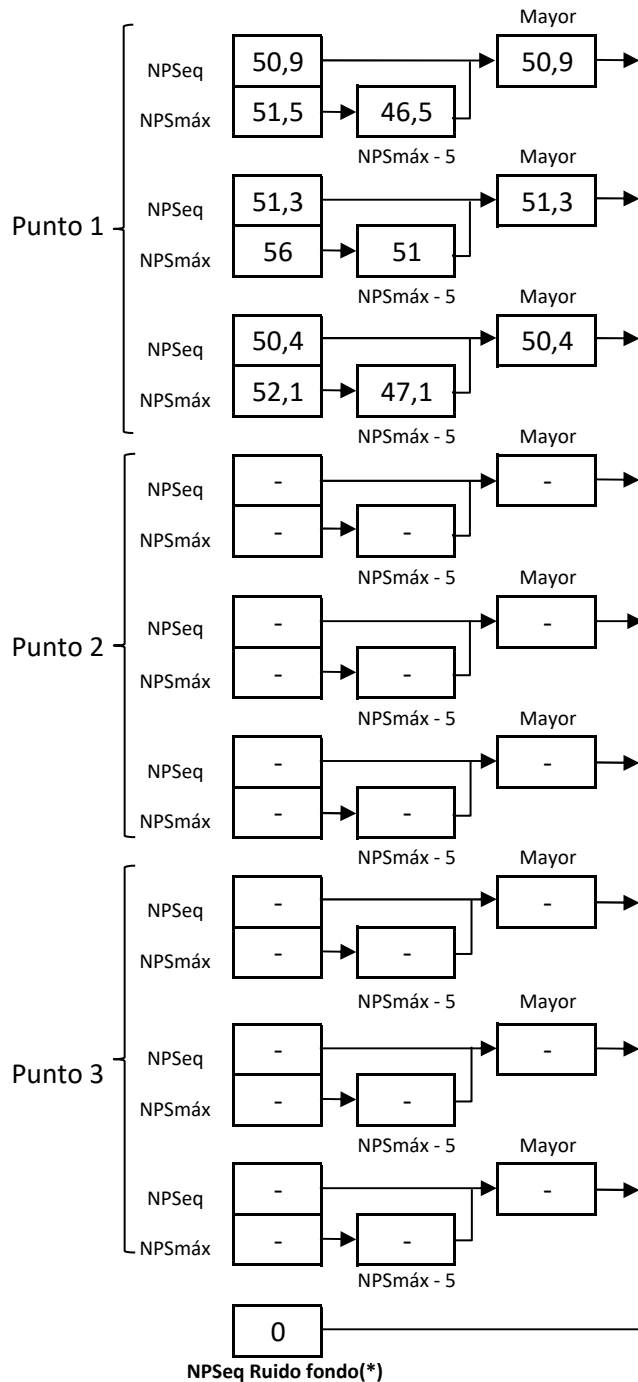 Mayor
NPSeq 50,9 50,9
NPSmáx 51,5 46,5
NPSmáx - 5
Mayor
Punto 1
NPSeq 51,3 51,3
NPSmáx 56 51
NPSmáx - 5
Mayor
NPSeq 50,4 50,4
NPSmáx 52,1 47,1
NPSmáx - 5
Mayor
NPSeq - -
NPSmáx - -
NPSmáx - 5
Mayor
Punto 2
NPSeq - -
NPSmáx - -
NPSmáx - 5
Mayor
NPSeq - -
NPSmáx - -
NPSmáx - 5
Mayor
NPSeq - -
NPSmáx - -
NPSmáx - 5
Mayor
Punto 3
NPSeq - -
NPSmáx - -
NPSmáx - 5
Mayor
NPSeq - -
NPSmáx - -
NPSmáx - 5
0
NPSeq Ruido fondo(*)